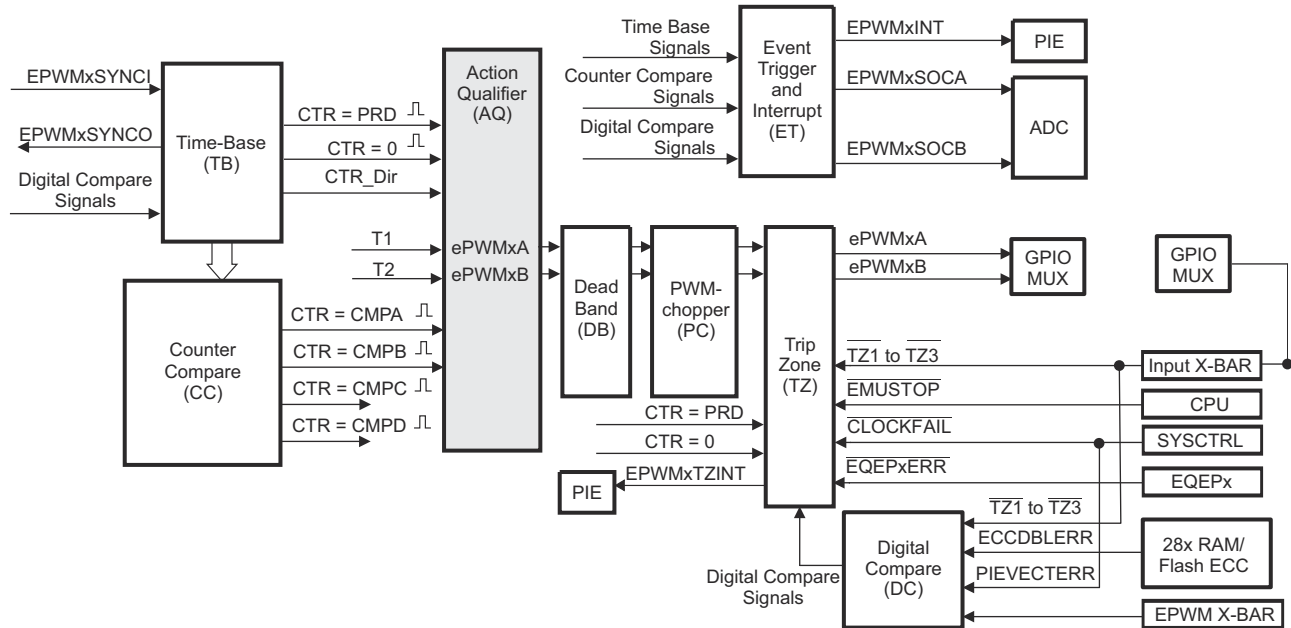 Time Base
Signals
Counter Compare
Signals
Digital Compare
Signals
Event
Trigger
and
Interrupt
(ET)
EPWMxINT
EPWMxSOCA
EPWMxSOCB
PIE
ADC
EPWMxSYNCI
EPWMxSYNCO
Digital Compare
Signals
Time-Base
(TB)
CTR = PRD
CTR = 0
CTR_Dir
Action
Qualifier
(AQ)
T1
T2
ePWMxA
ePWMxB
Counter
Compare
(CC)
CTR = CMPA
CTR = CMPB
CTR = CMPC
CTR = CMPD
Dead
Band
(DB)
PWM-
chopper
(PC)
Trip
Zone
(TZ)
ePWMxA
ePWMxB
GPIO
MUX
GPIO
MUX
TZ1 to TZ3
Input X-BAR
EMUSTOP
CPU
CLOCKFAIL
SYSCTRL
EQEPxERR
EQEPx
CTR = PRD
CTR = 0
EPWMxTZINT
PIE
Digital Compare
Signals
Digital
Compare
(DC)
TZ1 to TZ3
ECCDBLERR
28x RAM/
Flash ECC
PIEVECTERR
EPWM X-BAR